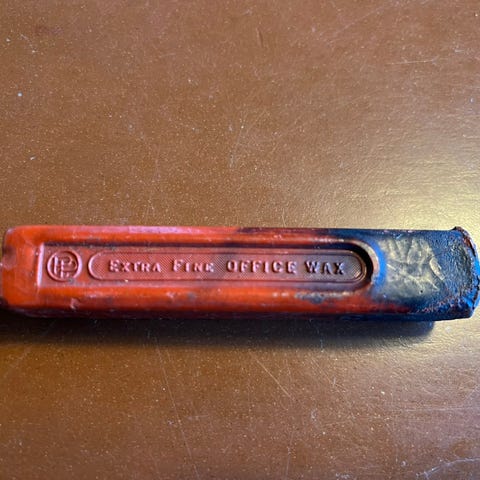 EXTRA FINE OFFICE WAX